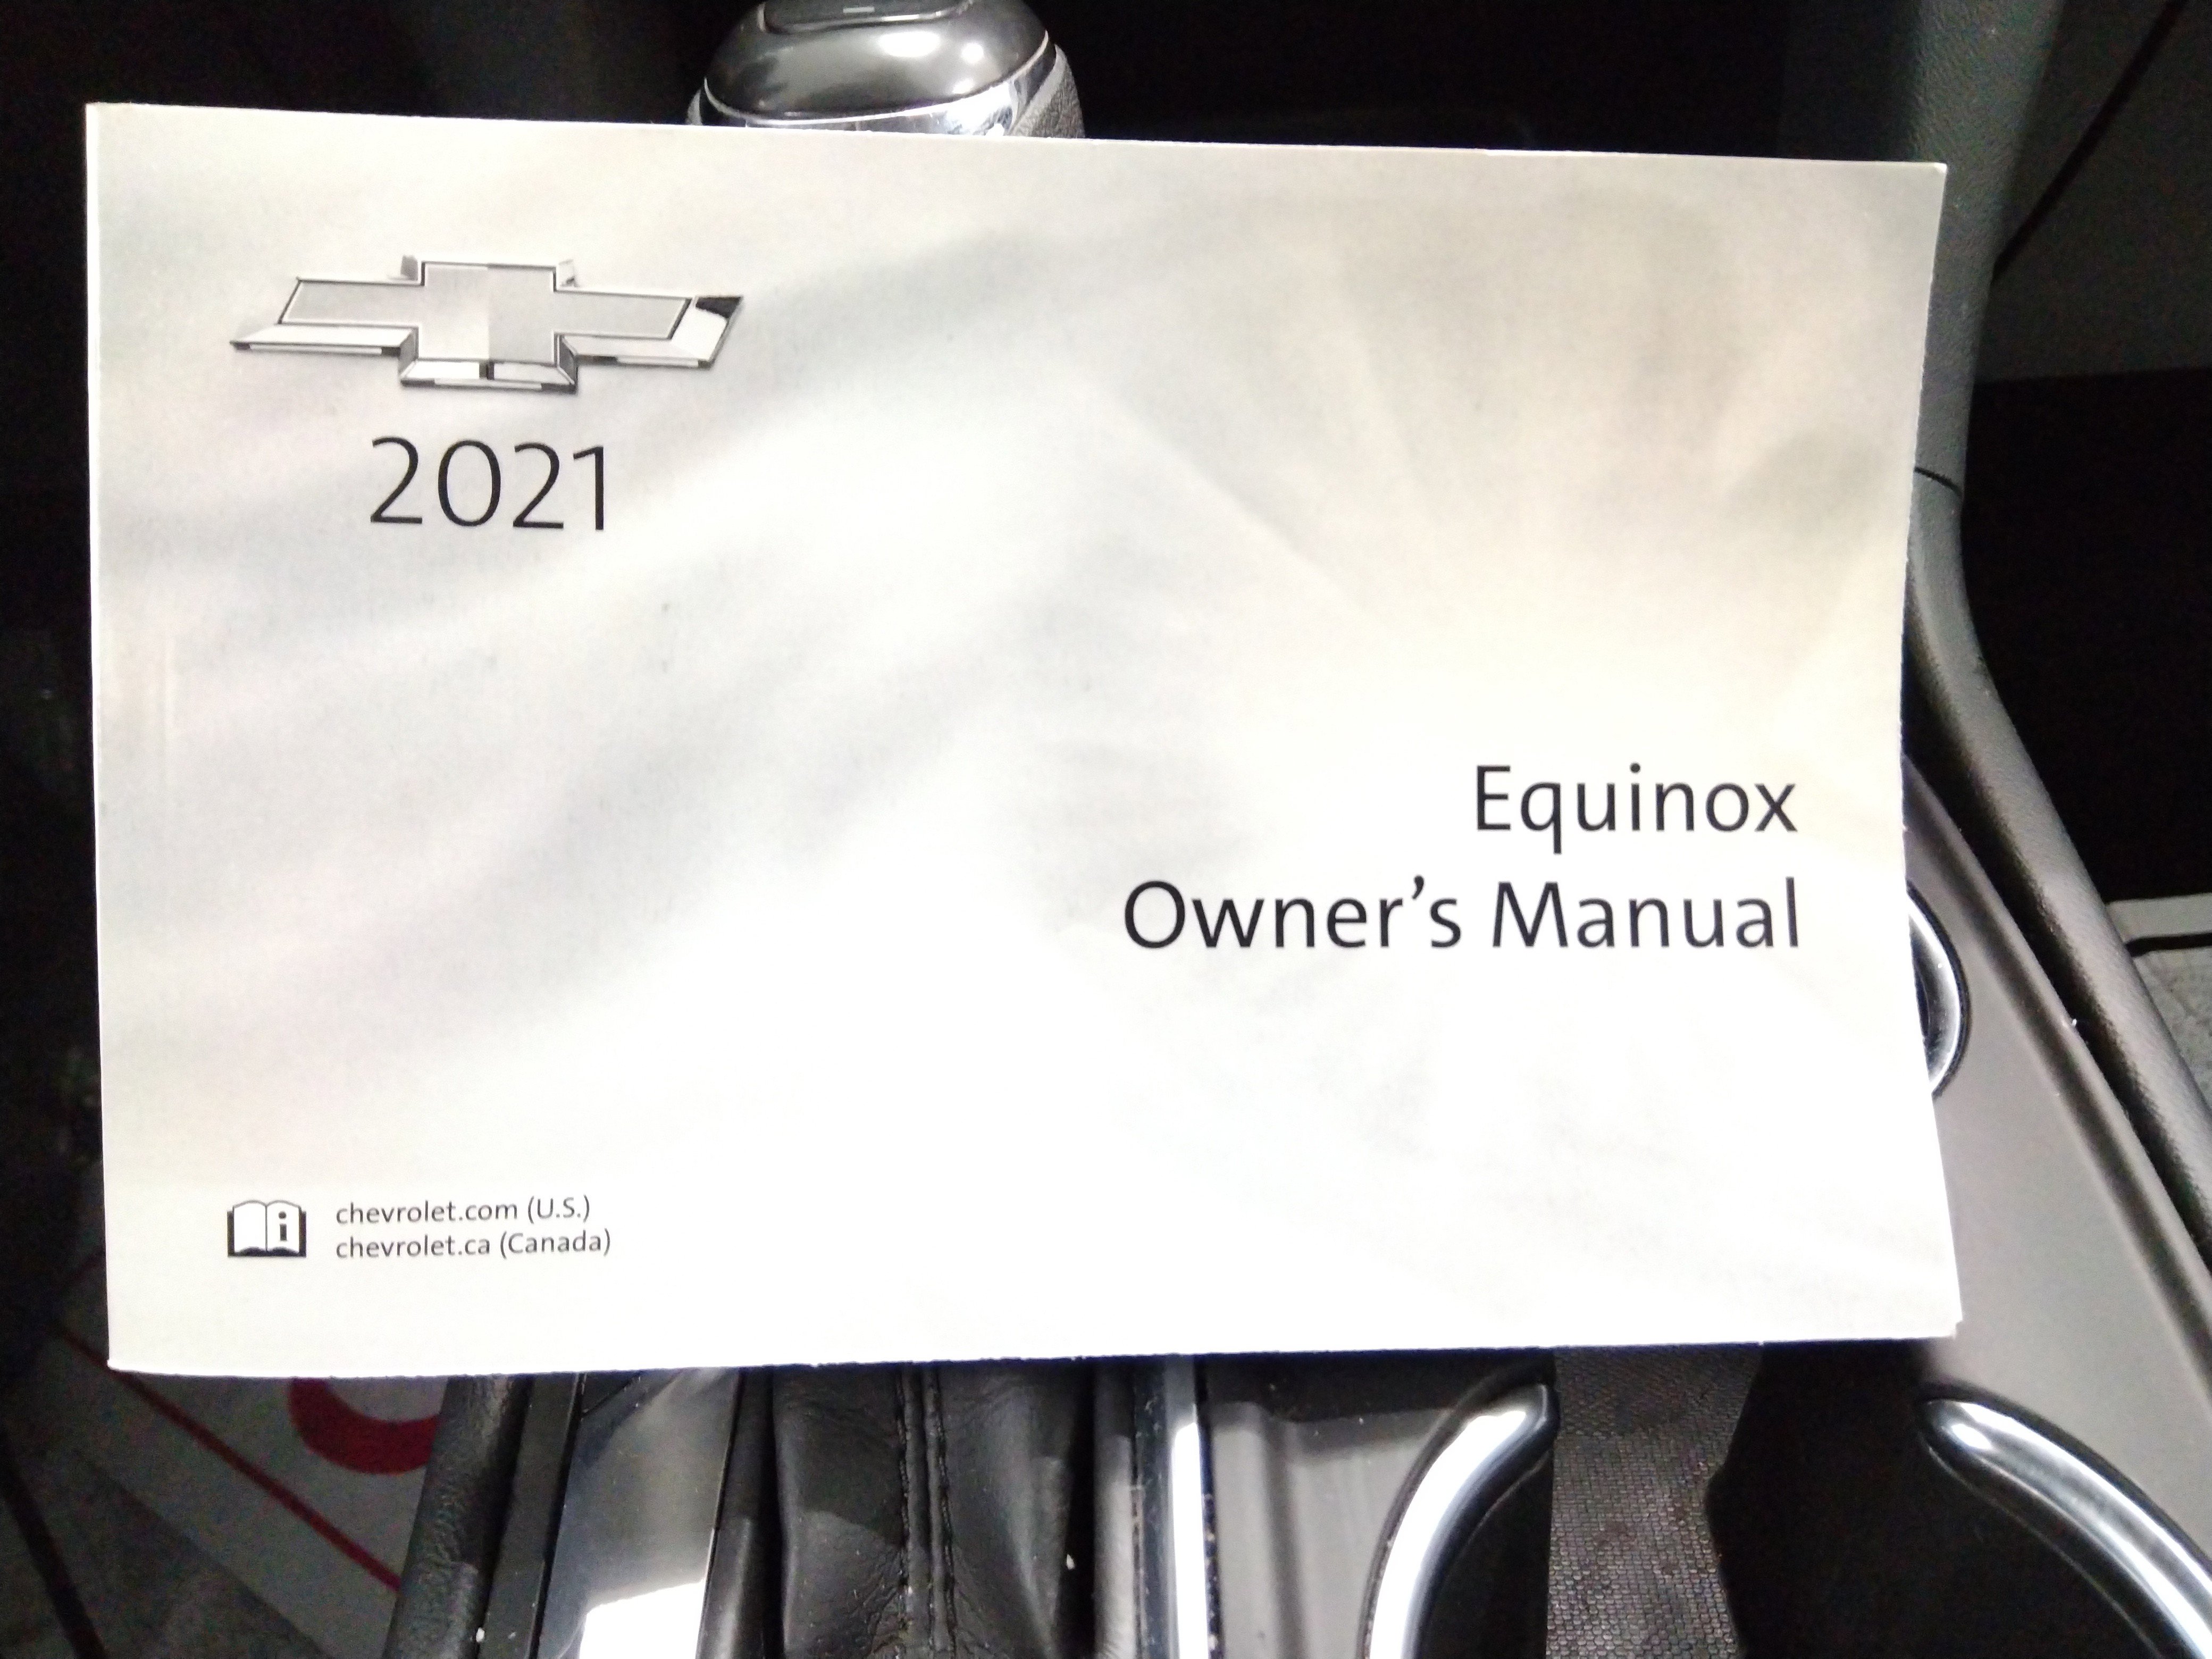 2021
Equinox
Owner's Manual
chevrolet.com (U.S.)
chevrolet.ca (Canada)